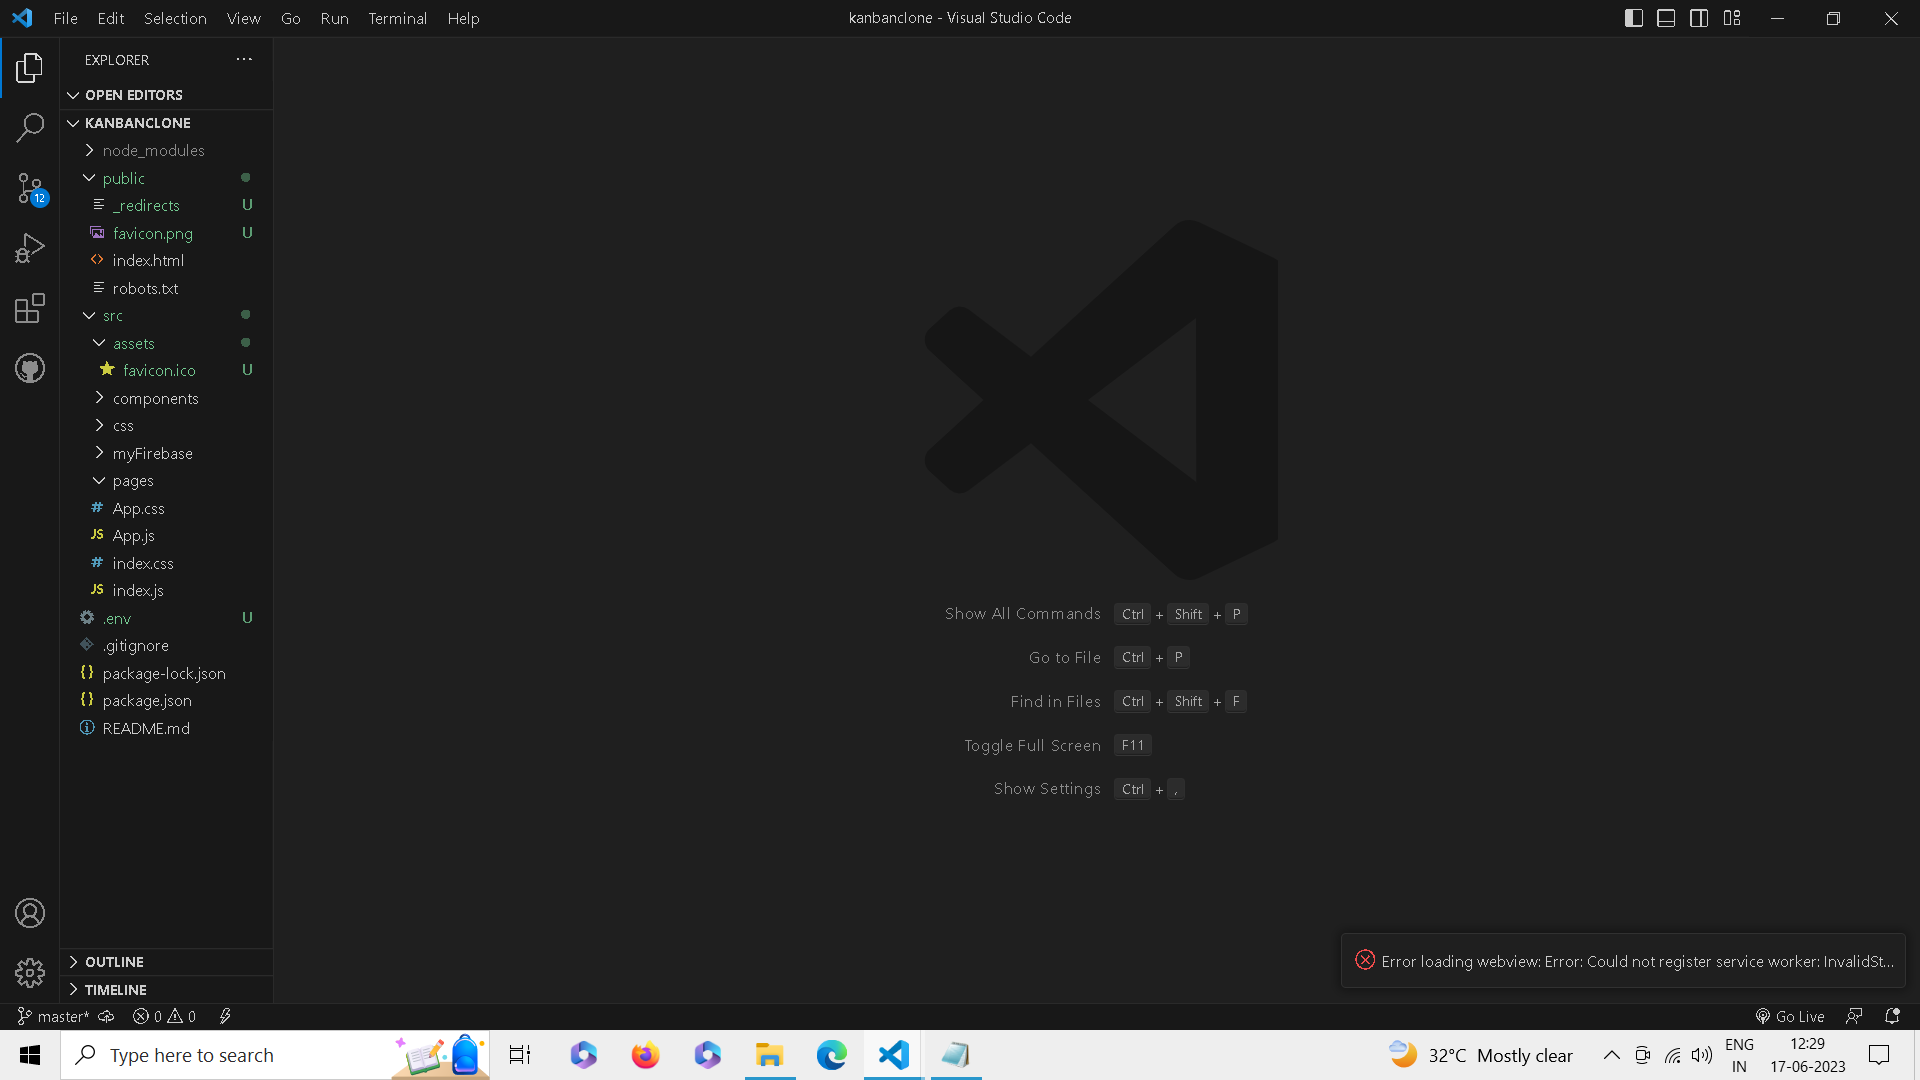 File Edit Selection View Go Run Terminal Help
kanbanclone - Visual Studio Code
EXPLORER
OPEN EDITORS
KANBANCLONE
node_modules
public
_redirects U
favicon.png U
index.html
robots.txt
src
assets
favicon.ico U
components
css
myFirebase
pages
# App.css
JS App.js
# index.css
JS index.js
.env U
.gitignore
{} package-lock.json
{} package.json
README.md
OUTLINE
TIMELINE
12
Show All Commands Ctrl + Shift + P
Go to File Ctrl + P
Find in Files Ctrl + Shift + F
Toggle Full Screen F11
Show Settings Ctrl + ,
Error loading webview: Error: Could not register service worker: InvalidSt...
master* 0 0
Go Live
Type here to search
32°C Mostly clear
ENG
IN
12:29
17-06-2023